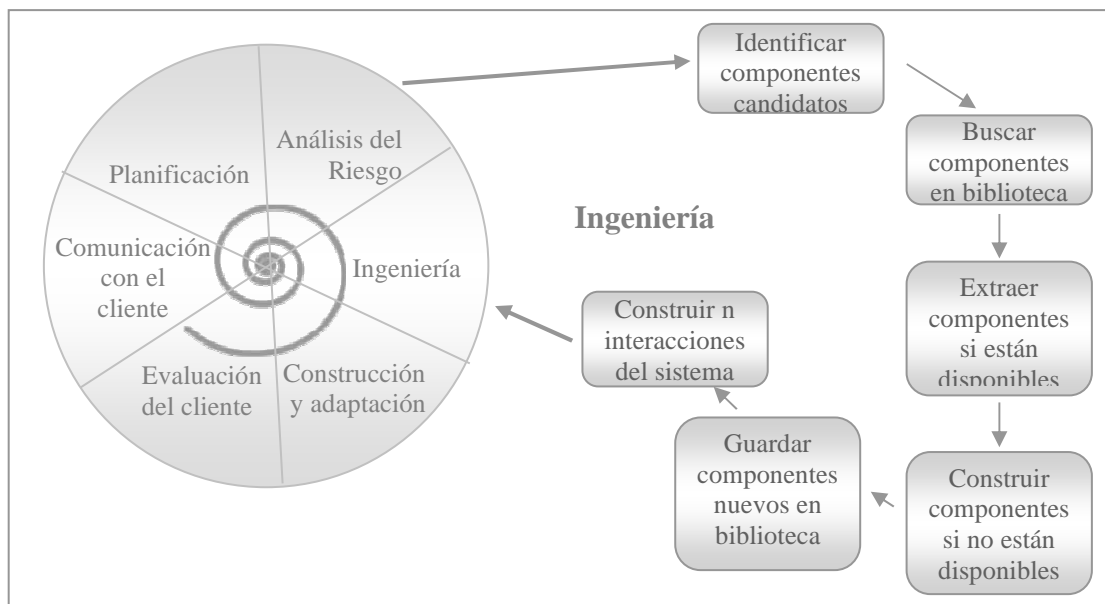 Análisis del
Riesgo
Planificación
Comunicación
con el
cliente
Ingeniería
Evaluación
del cliente
Construcción
y adaptación
Ingeniería
Identificar
componentes
candidatos
Buscar
componentes
en biblioteca
Extraer
componentes
si están
disponibles
Construir
componentes
si no están
disponibles
Guardar
componentes
nuevos en
biblioteca
Construir n
interacciones
del sistema